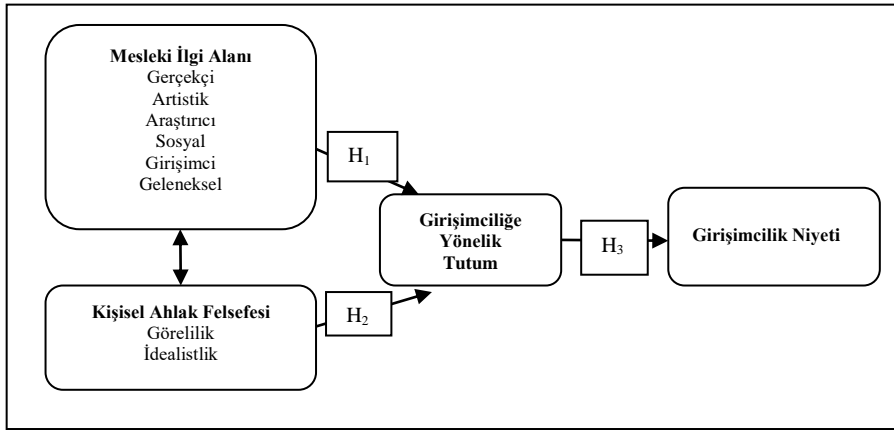 Mesleki İlgi Alanı
Gerçekçi
Artistik
Araştırıcı
Sosyal
Girişimci
Geleneksel
H₁
Girişimciliğe
Yönelik
Tutum
H₃
Girişimcilik Niyeti
Kişisel Ahlak Felsefesi
Görelilik
İdealistlik
H₂